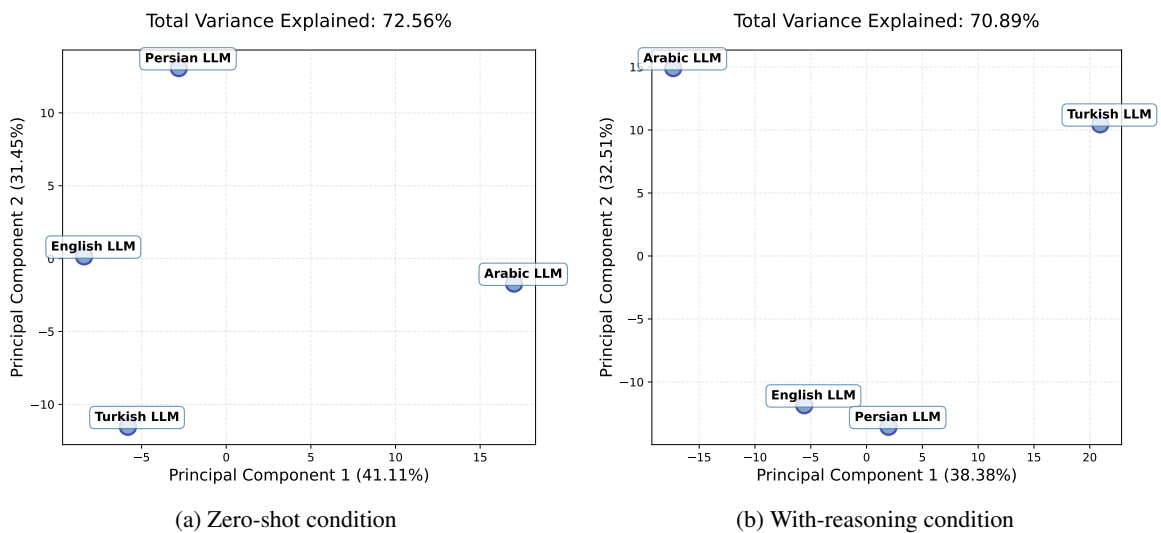 Total Variance Explained: 72.56%
Persian LLM
English LLM
Arabic LLM
Turkish LLM
10
5
0
−5
−10
−5
0
5
10
15
Principal Component 2 (31.45%)
Principal Component 1 (41.11%)
(a) Zero-shot condition
Total Variance Explained: 70.89%
Arabic LLM
Turkish LLM
English LLM
Persian LLM
15
10
5
0
−5
−10
−15
−10
−5
0
5
10
15
20
Principal Component 2 (32.51%)
Principal Component 1 (38.38%)
(b) With-reasoning condition